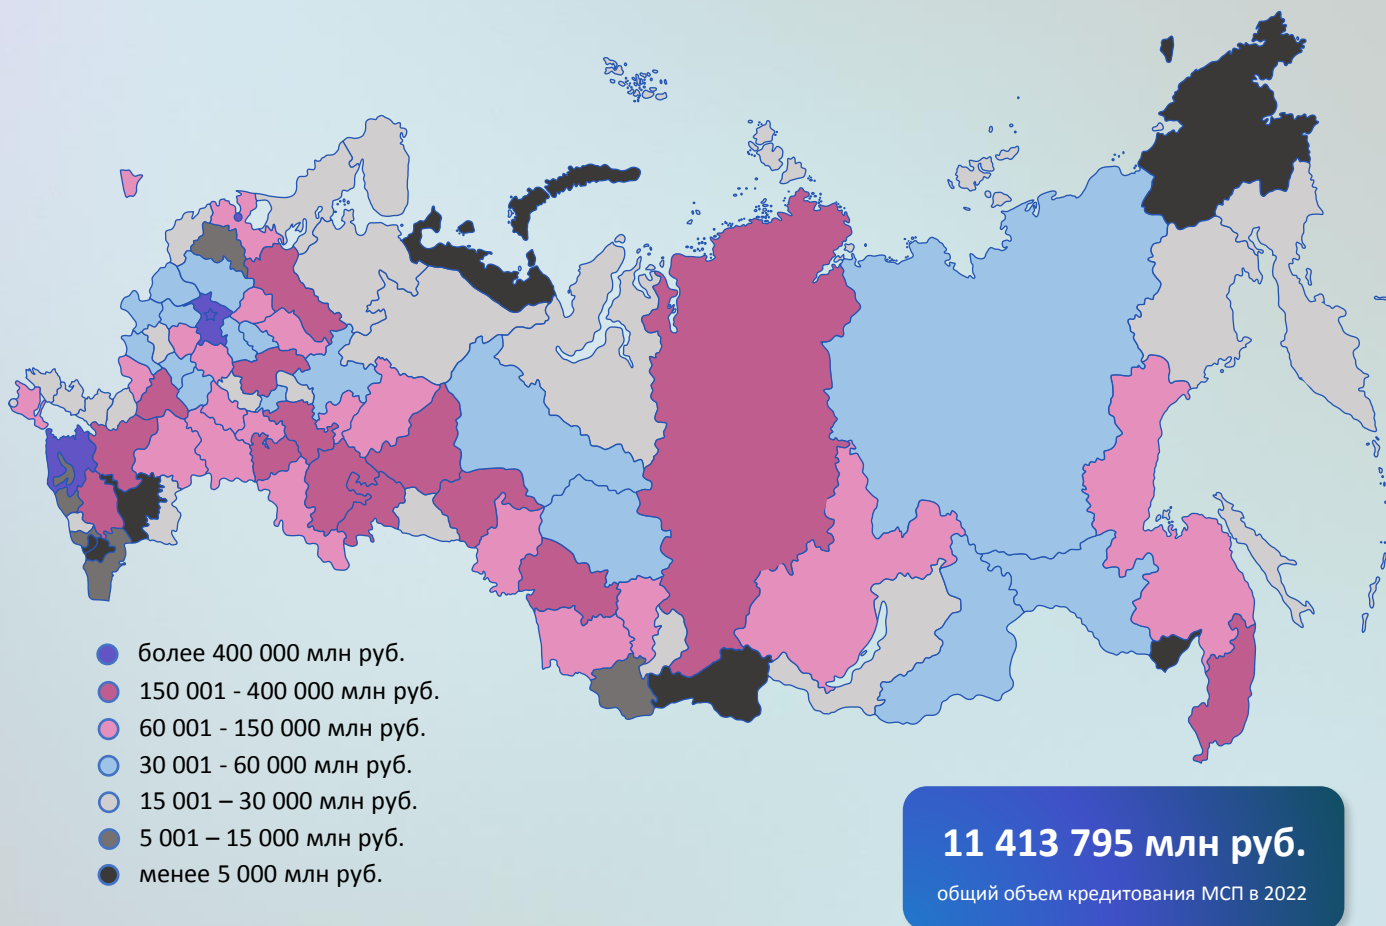 более 400 000 млн руб.
150 001 - 400 000 млн руб.
60 001 - 150 000 млн руб.
30 001 - 60 000 млн руб.
15 001 – 30 000 млн руб.
5 001 – 15 000 млн руб.
менее 5 000 млн руб.
11 413 795 млн руб.
общий объем кредитования МСП в 2022